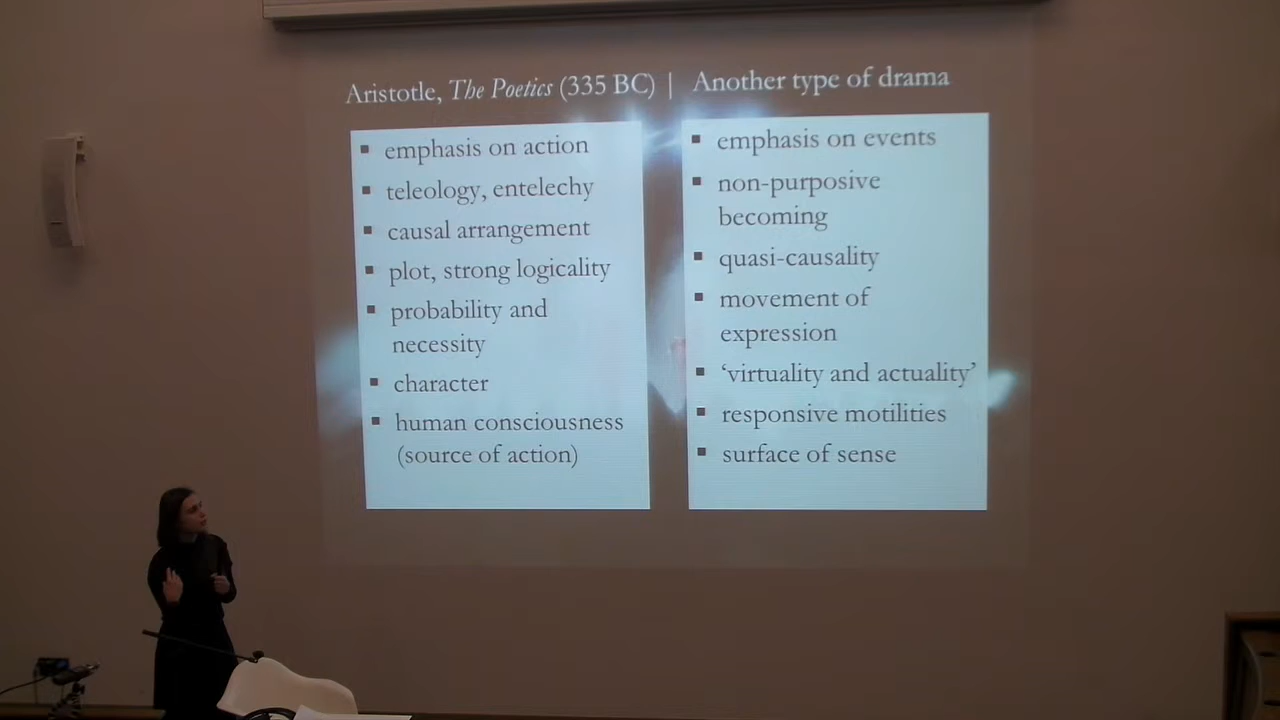 Aristotle, The Poetics (335 BC) | Another type of drama
emphasis on action
teleology, entelechy
causal arrangement
plot, strong logicality
probability and
necessity
character
human consciousness
(source of action)
emphasis on events
non-purposive
becoming
quasi-causality
movement of
expression
‘virtuality and actuality’
responsive motilities
surface of sense